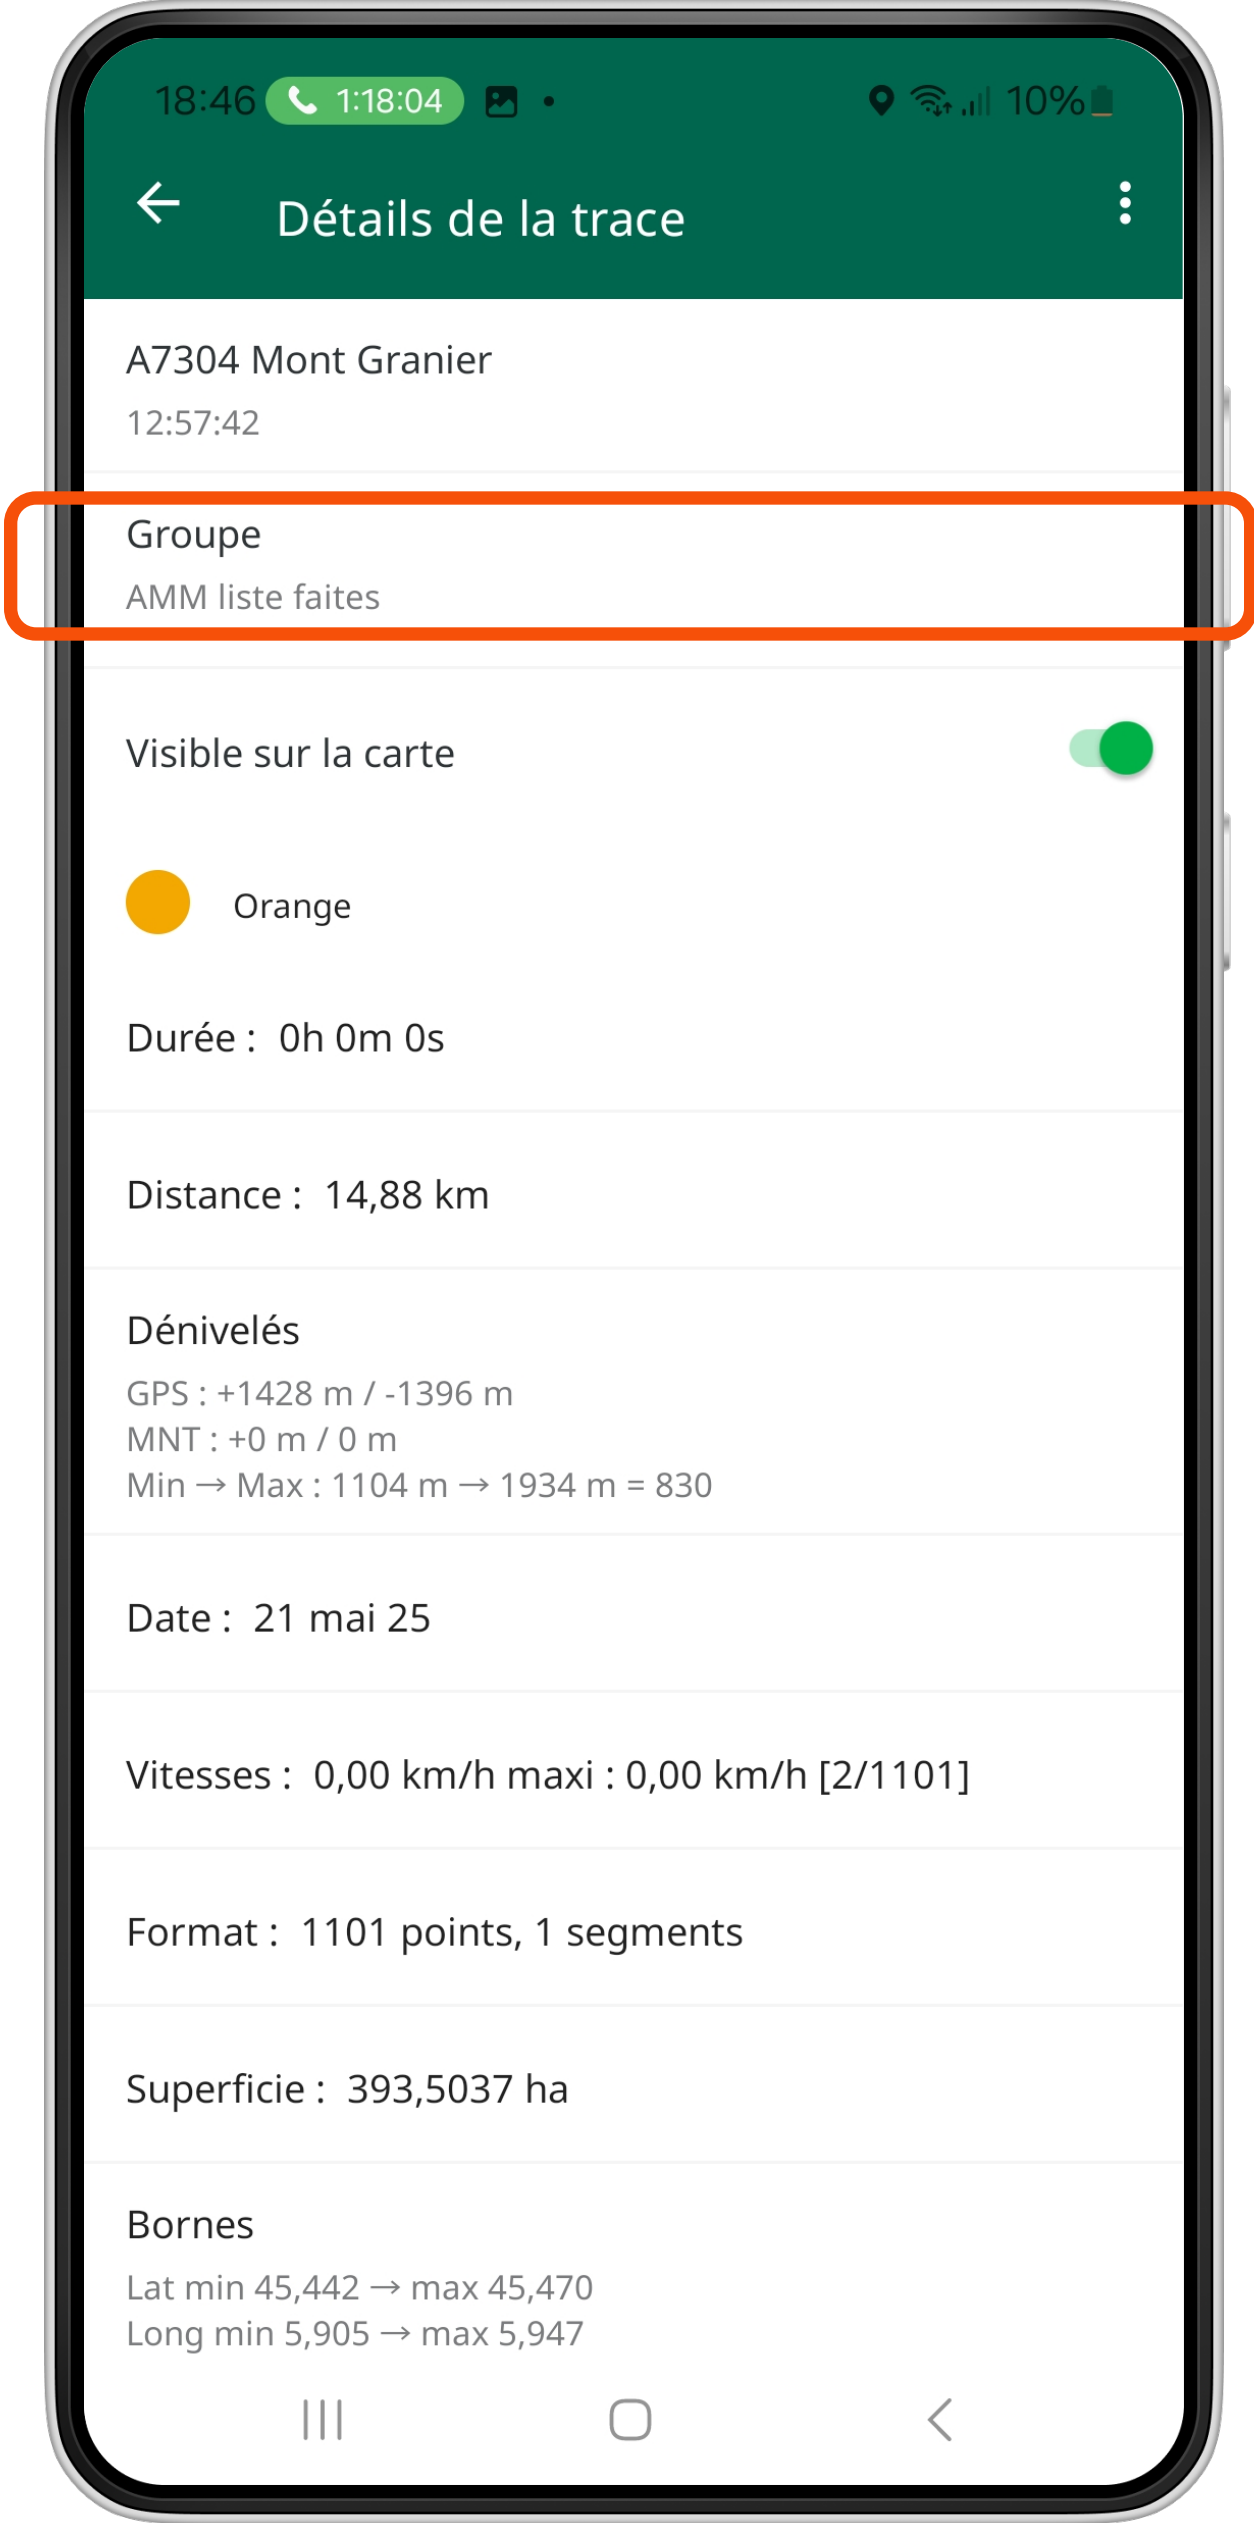 18:46 1:18:04 10%
Détails de la trace
A7304 Mont Granier
12:57:42
Groupe
AMM liste faites
Visible sur la carte
Orange
Durée : 0h 0m 0s
Distance : 14,88 km
Dénivelés
GPS : +1428 m / -1396 m
MNT : +0 m / 0 m
Min → Max : 1104 m → 1934 m = 830
Date : 21 mai 25
Vitesses : 0,00 km/h maxi : 0,00 km/h [2/1101]
Format : 1101 points, 1 segments
Superficie : 393,5037 ha
Bornes
Lat min 45,442 → max 45,470
Long min 5,905 → max 5,947